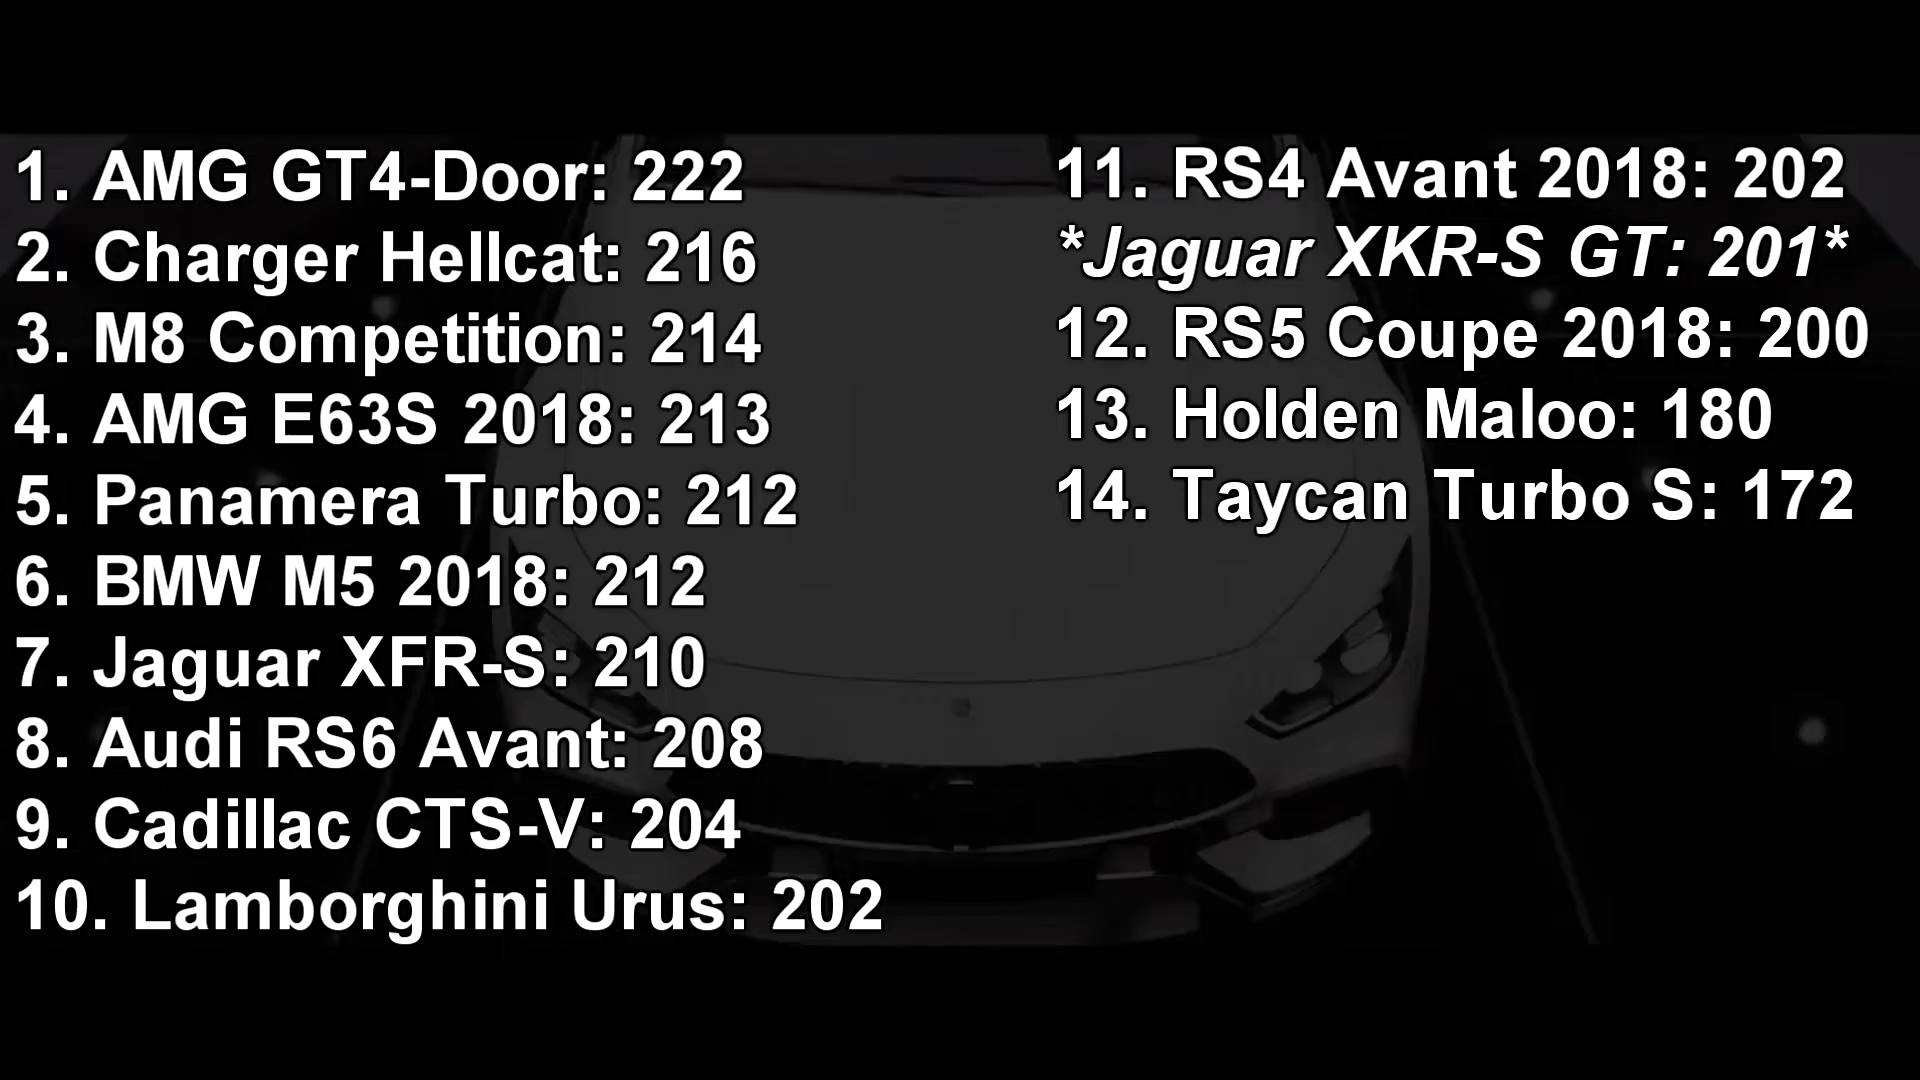 1. AMG GT4-Door: 222
2. Charger Hellcat: 216
3. M8 Competition: 214
4. AMG E63S 2018: 213
5. Panamera Turbo: 212
6. BMW M5 2018: 212
7. Jaguar XFR-S: 210
8. Audi RS6 Avant: 208
9. Cadillac CTS-V: 204
10. Lamborghini Urus: 202
11. RS4 Avant 2018: 202
*Jaguar XKR-S GT: 201*
12. RS5 Coupe 2018: 200
13. Holden Maloo: 180
14. Taycan Turbo S: 172